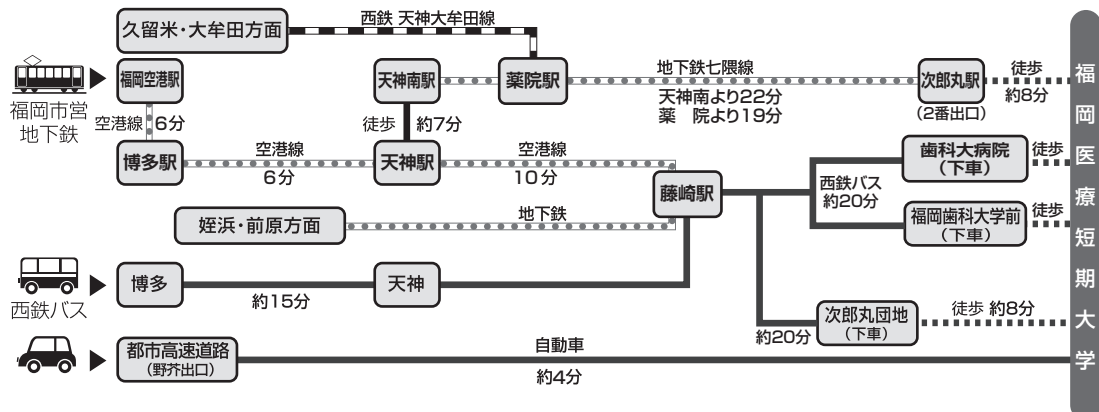 久留米・大牟田方面
西鉄 天神大牟田線
福岡市営
地下鉄
福岡空港駅
空港線
6分
博多駅
空港線
6分
天神南駅
徒歩
約7分
天神駅
薬院駅
地下鉄七隈線
天神南より22分
薬 院より19分
次郎丸駅
(2番出口)
徒歩
約8分
空港線
10分
藤崎駅
姪浜・前原方面
地下鉄
西鉄バス
約20分
歯科大病院
(下車)
徒歩
福岡歯科大学前
(下車)
徒歩
西鉄バス
博多
約15分
天神
約20分
次郎丸団地
(下車)
徒歩 約8分
都市高速道路
(野芥出口)
自動車
約4分
福岡医療短期大学